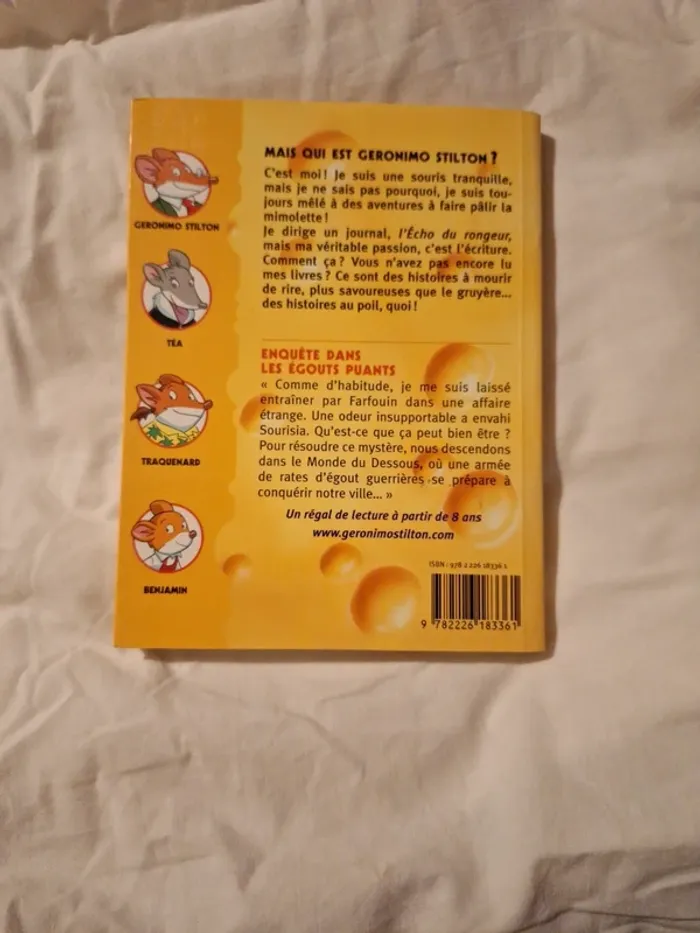 MAIS QUI EST GERONIMO STILTON ?
C'est moi ! Je suis une souris tranquille,
mais je ne sais pas pourquoi, je suis tou-
jours mêlé à des aventures à faire pâlir la
mimolette !
Je dirige un journal, l'Écho du rongeur,
mais ma véritable passion, c'est l'écriture.
Comment ça ? Vous n'avez pas encore lu
mes livres ? Ce sont des histoires à mourir
de rire, plus savoureuses que le gruyère...
des histoires au poil, quoi !
GERONIMO STILTON
TÉA
TRAQUENARD
BENJAMIN
ENQUÊTE DANS
LES ÉGOUTS PUANTS
« Comme d'habitude, je me suis laissé
entraîner par Farfouin dans une affaire
étrange. Une odeur insupportable a envahi
Sourisia. Qu'est-ce que ça peut bien être ?
Pour résoudre ce mystère, nous descendons
dans le Monde du Dessous, où une armée
de rates d'égout guerrières se prépare à
conquérir notre ville... »
Un régal de lecture à partir de 8 ans
www.geronimostilton.com
ISBN : 978 2 226 18336 1
9 782226 183361